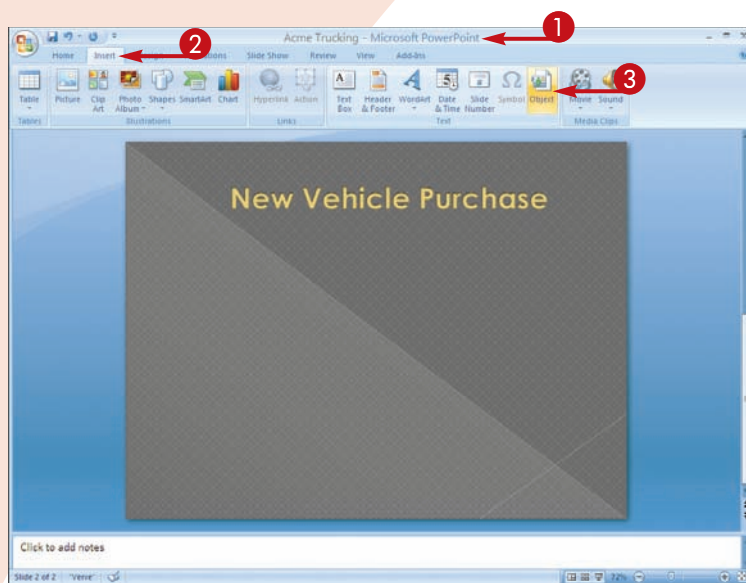 Acme Trucking - Microsoft PowerPoint
1
2
3
Home Insert Slide Show Review View Add-Ins
Table Picture Clip Art Photo Album Shapes SmartArt Chart Hyperlink Action Text Box Header & Footer WordArt Date & Time Slide Number Symbol Object Movie Sound
Tables Illustrations Links Text Media Clips
New Vehicle Purchase
Click to add notes
Slide 2 of 2 "Verve" 72%